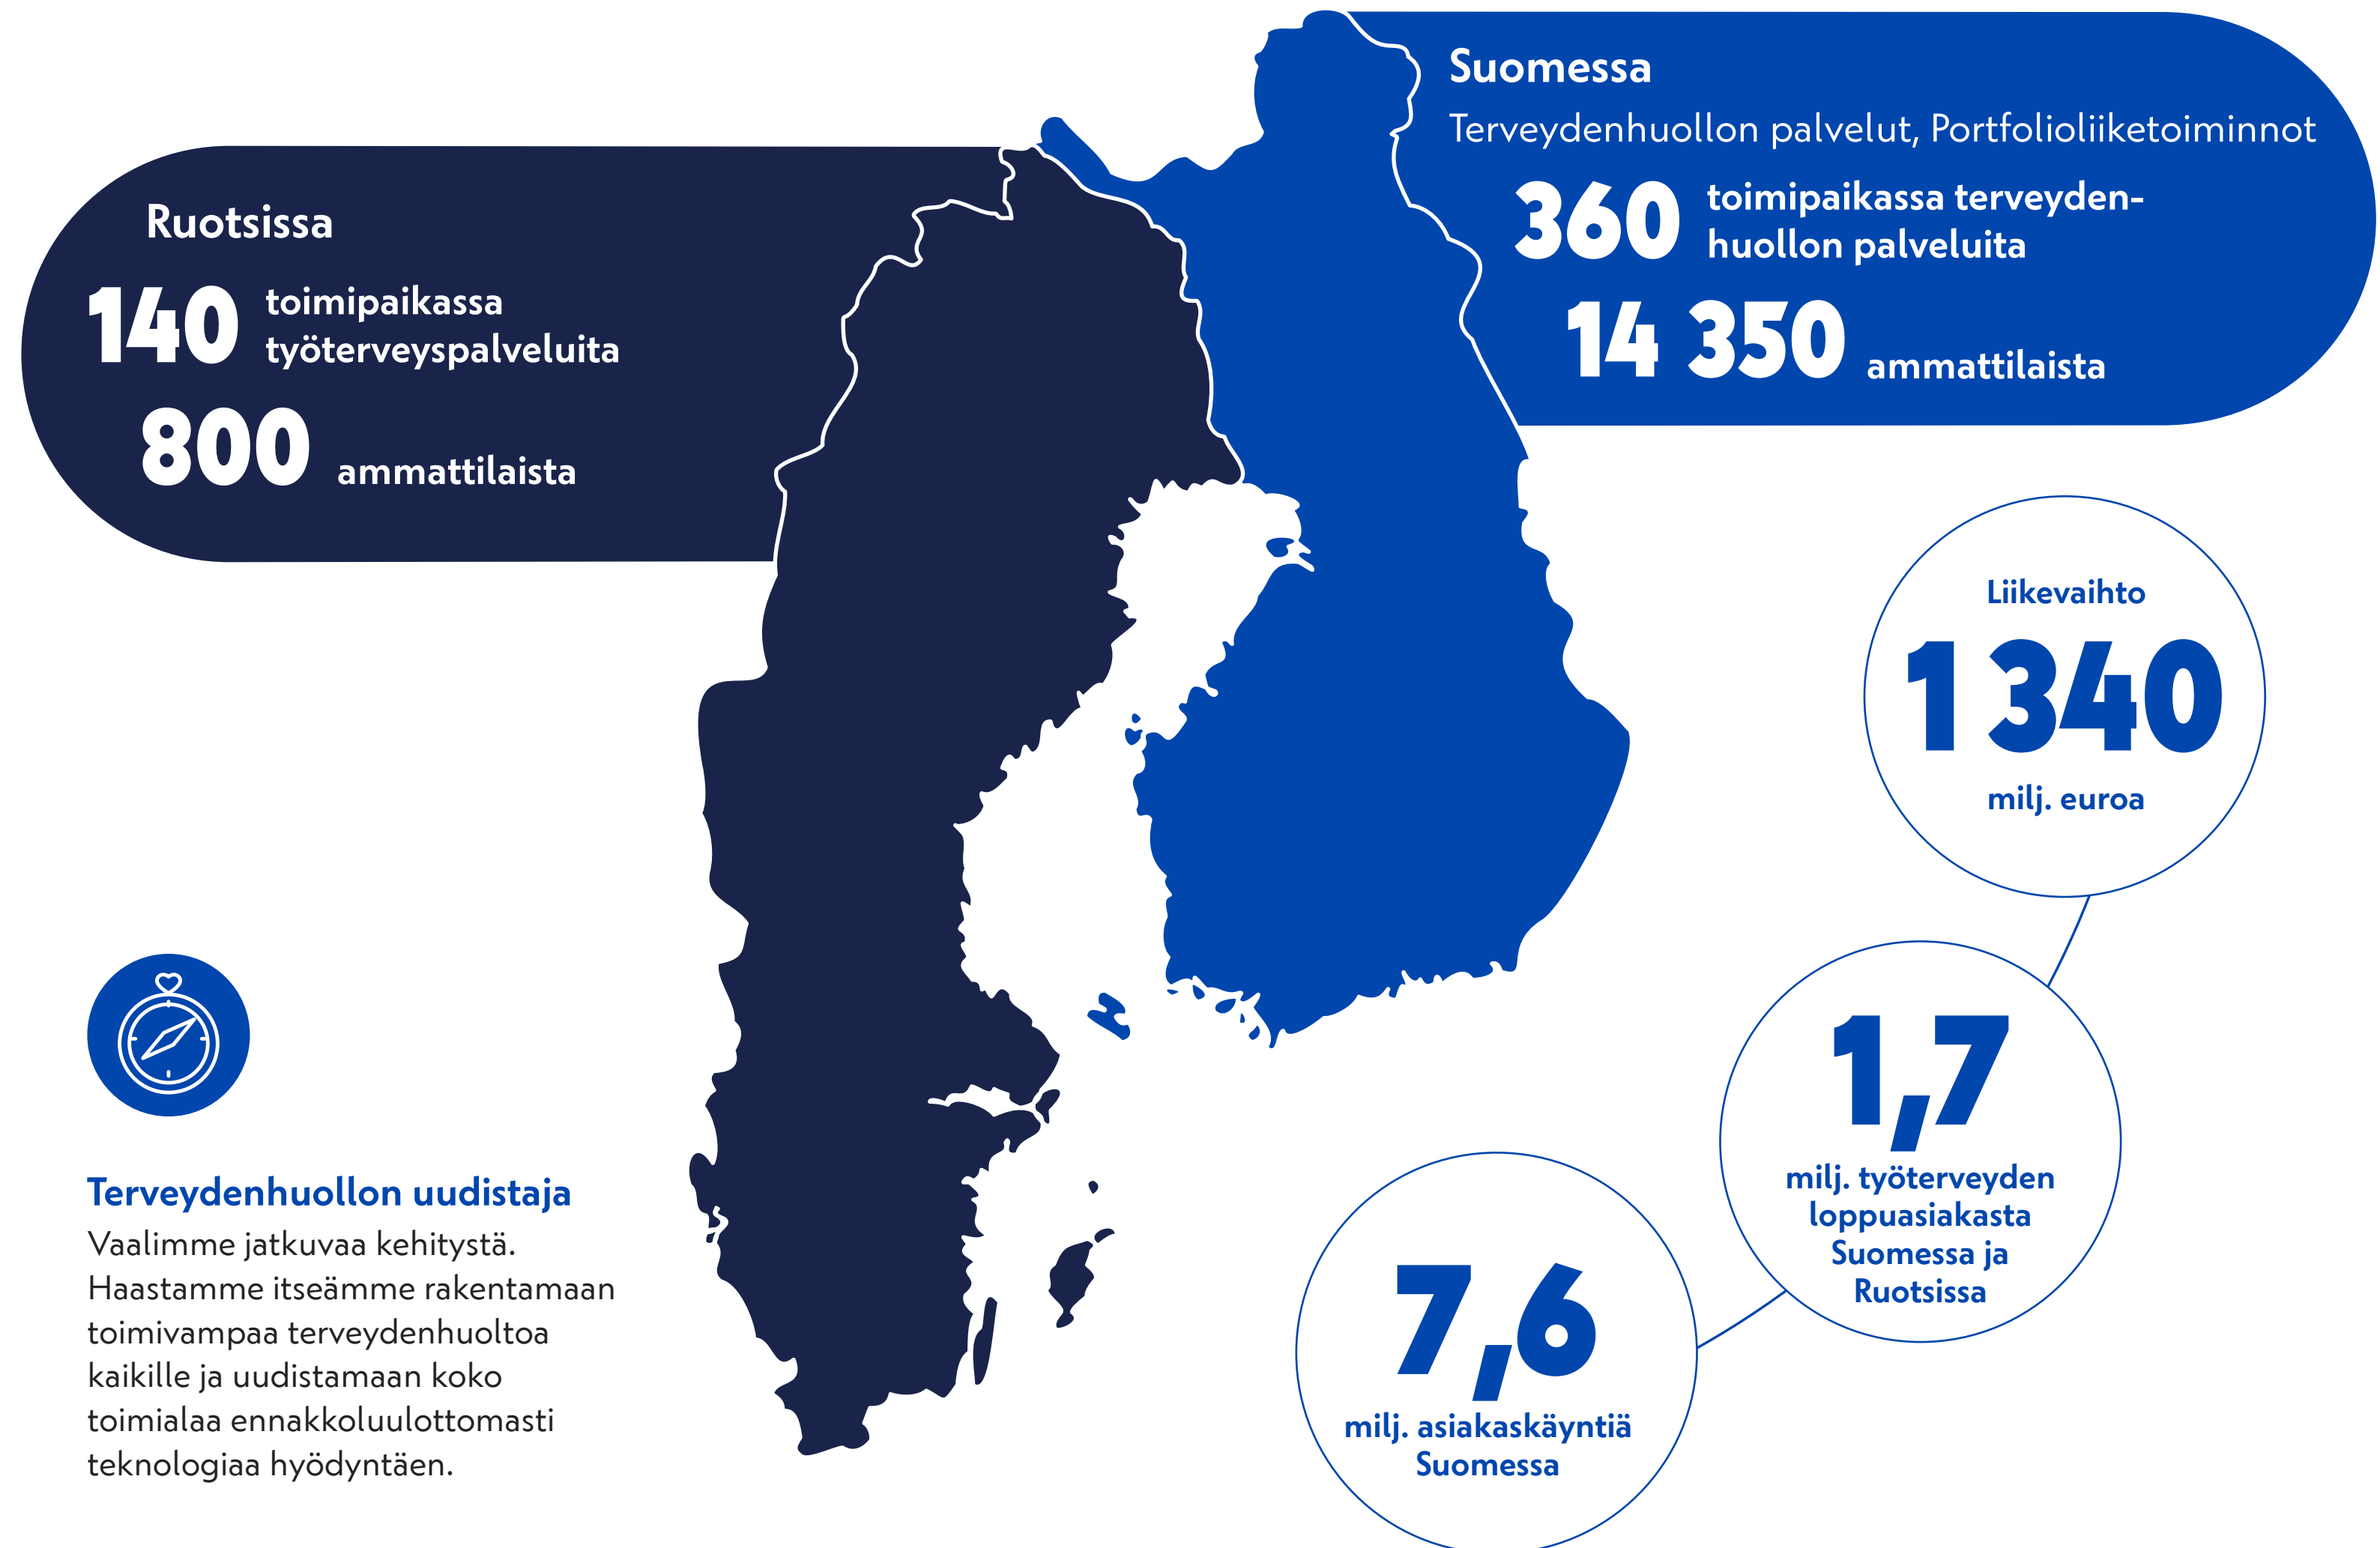 Suomessa
Terveydenhuollon palvelut, Portfolioliiketoiminnot
360 toimipaikassa terveyden-
huollon palveluita
14 350 ammattilaista
Ruotsissa
140 toimipaikassa
työterveyspalveluita
800 ammattilaista
Liikevaihto
1 340
milj. euroa
1,7
milj. työterveyden
loppuasiakasta
Suomessa ja
Ruotsissa
7,6
milj. asiakaskäyntiä
Suomessa
Terveydenhuollon uudistaja
Vaalimme jatkuvaa kehitystä.
Haastamme itseämme rakentamaan
toimivampaa terveydenhuoltoa
kaikille ja uudistamaan koko
toimialaa ennakkoluulottomasti
teknologiaa hyödyntäen.